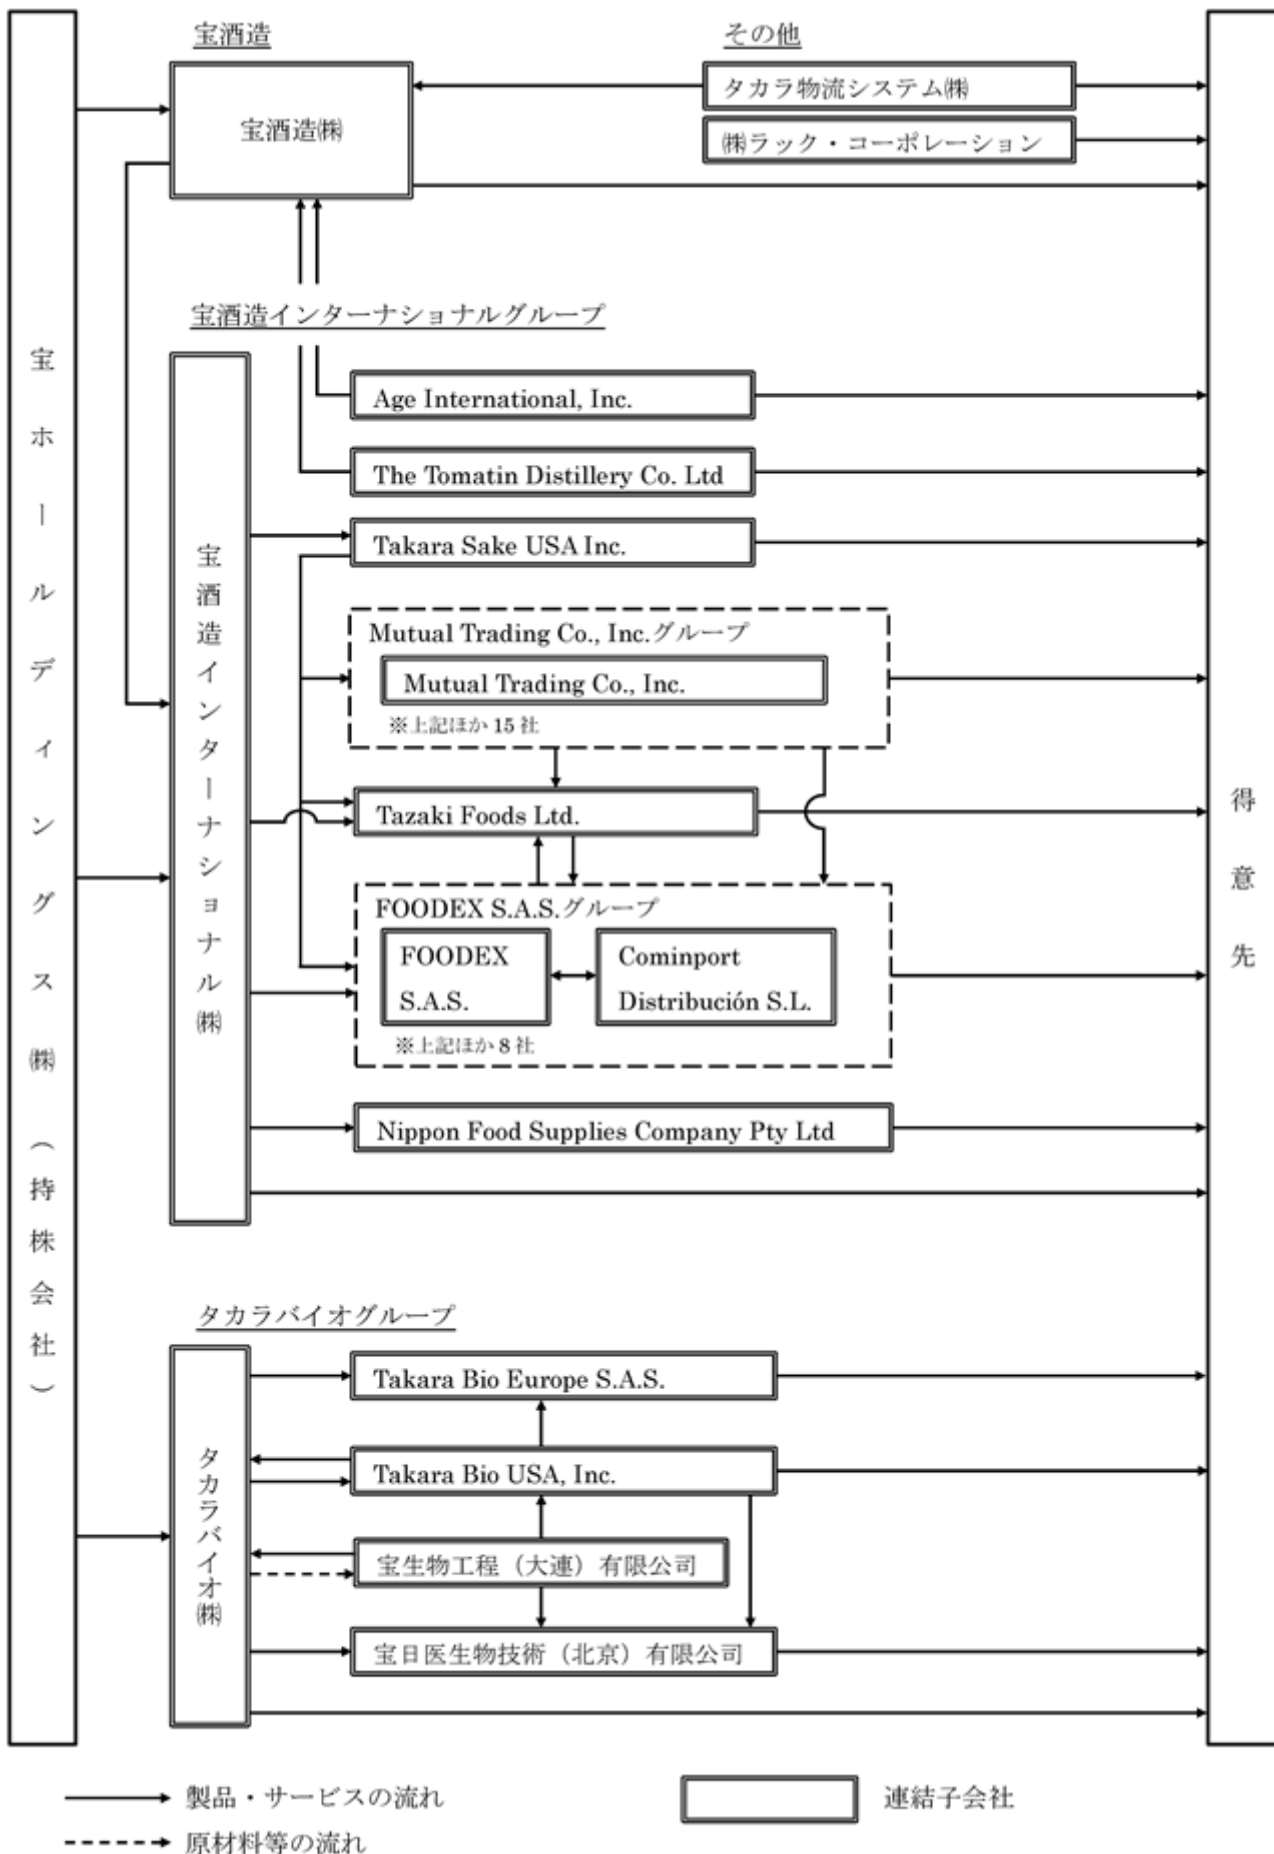 宝ホールディングス㈱(持株会社)
宝酒造
宝酒造㈱
その他
タカラ物流システム㈱
㈱ラック・コーポレーション
宝酒造インターナショナルグループ
宝酒造インターナショナル㈱
Age International, Inc.
The Tomatin Distillery Co. Ltd
Takara Sake USA Inc.
Mutual Trading Co., Inc.グループ
Mutual Trading Co., Inc.
※上記ほか 15 社
Tazaki Foods Ltd.
FOODEX S.A.S.グループ
FOODEX
S.A.S.
Cominport
Distribución S.L.
※上記ほか 8 社
Nippon Food Supplies Company Pty Ltd
タカラバイオグループ
タカラバイオ㈱
Takara Bio Europe S.A.S.
Takara Bio USA, Inc.
宝生物工程(大連)有限公司
宝日医生物技術(北京)有限公司
得意先
製品・サービスの流れ
原材料等の流れ
連結子会社